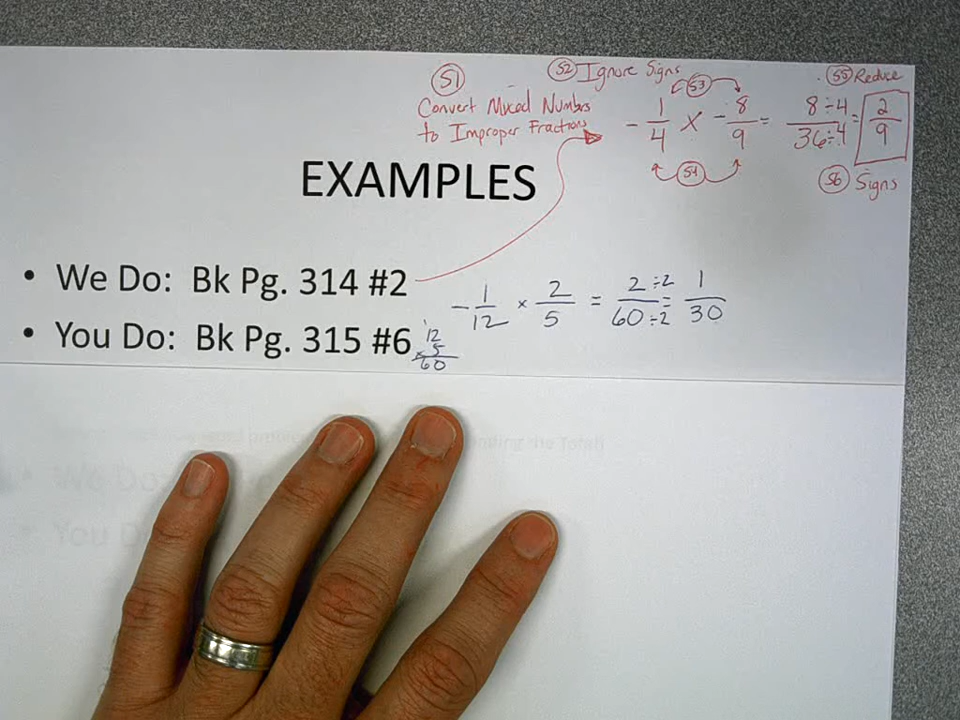 S1
Convert Mixed Numbers
to Improper Fractions
S2 Ignore Signs
S3
S5 Reduce
- 1/4 X - 8/9 = 8÷4/36÷4 = 2/9
S4
S6 Signs
EXAMPLES
• We Do: Bk Pg. 314 #2
- 1/12 × 2/5 = 2÷2/60÷2 = 1/30
• You Do: Bk Pg. 315 #6
12
×5
60